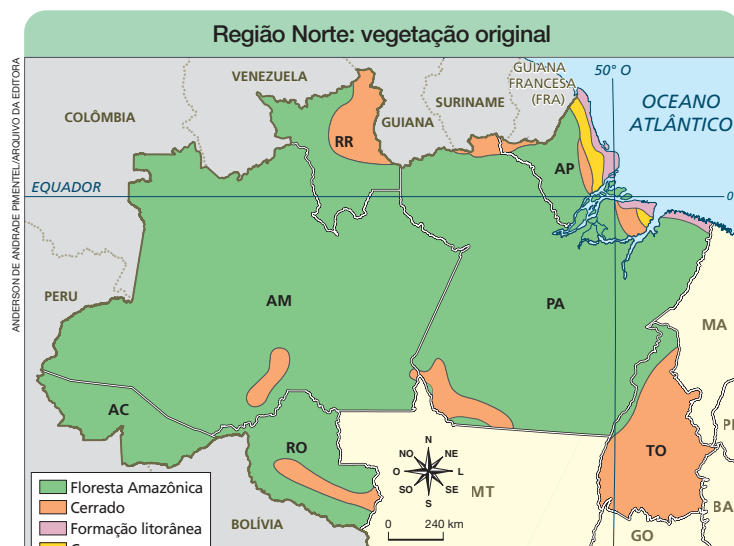 Região Norte: vegetação original
ANDERSON DE ANDRADE PIMENTEL/ARQUIVO DA EDITORA
VENEZUELA
GUIANA
FRANCESA
(FRA)
50° O
COLÔMBIA
SURINAME
GUIANA
OCEANO
ATLÂNTICO
RR
AP
EQUADOR
0
PERU
AM
PA
MA
AC
RO
TO
MT
BOLÍVIA
GO
BA
N
NO
NE
O
L
SO
SE
S
0
240 km
Floresta Amazônica
Cerrado
Formação litorânea